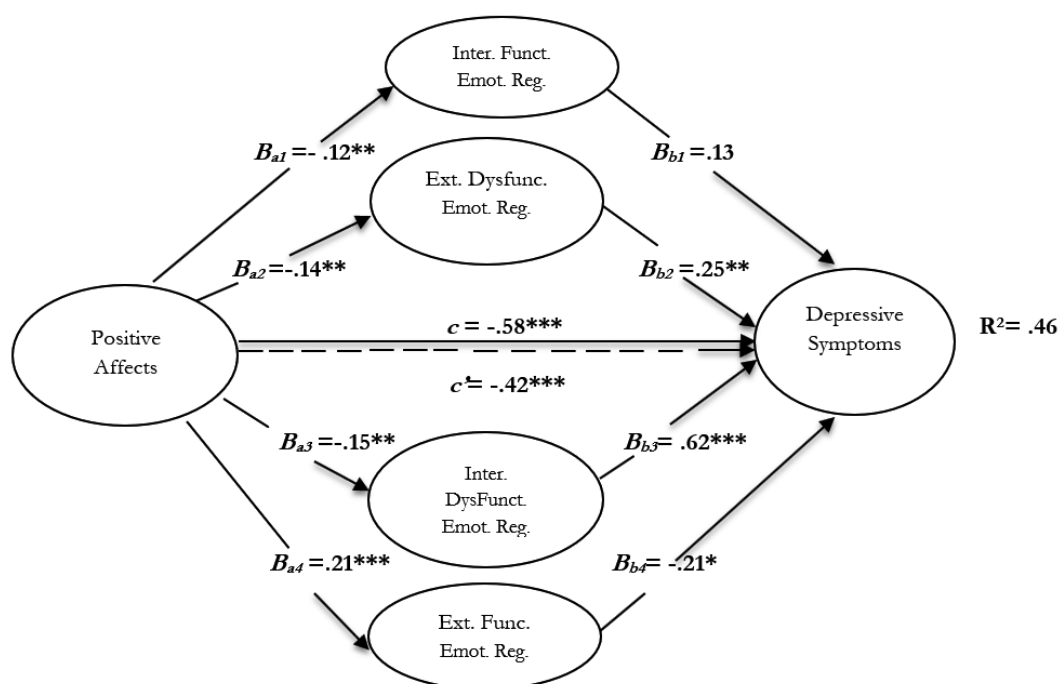 Inter. Funct.
Emot. Reg.
B_a1 =- .12**
B_b1 =.13
Ext. Dysfunc.
Emot. Reg.
B_a2 =-.14**
B_b2 =.25**
Positive
Affects
c = -.58***
c'= -.42***
Depressive
Symptoms
R²= .46
B_a3 =-.15**
B_b3= .62***
Inter.
DysFunct.
Emot. Reg.
B_a4 =.21***
B_b4= -.21*
Ext. Func.
Emot. Reg.